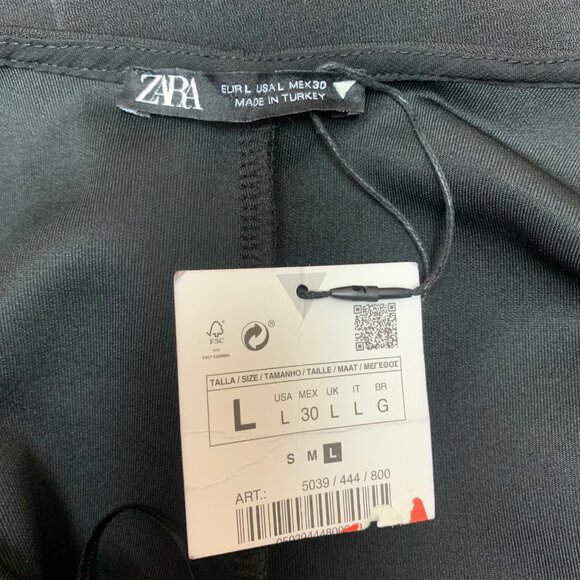 ZARA
EUR L USA L MEX 30
MADE IN TURKEY
FSC
TALLA / SIZE / TAMANHO / TAILLE / MAAT / ΜΕΓΕΘΟΣ
L
USA MEX UK IT BR
L 30 L L G
S M L
ART.: 5039 / 444 / 800